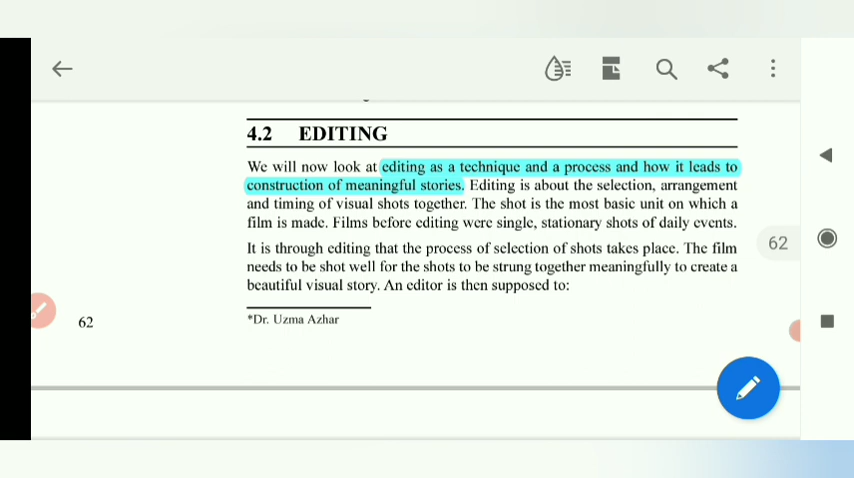 4.2 EDITING
We will now look at editing as a technique and a process and how it leads to
construction of meaningful stories. Editing is about the selection, arrangement
and timing of visual shots together. The shot is the most basic unit on which a
film is made. Films before editing were single, stationary shots of daily events.
62
It is through editing that the process of selection of shots takes place. The film
needs to be shot well for the shots to be strung together meaningfully to create a
beautiful visual story. An editor is then supposed to:
*Dr. Uzma Azhar
62